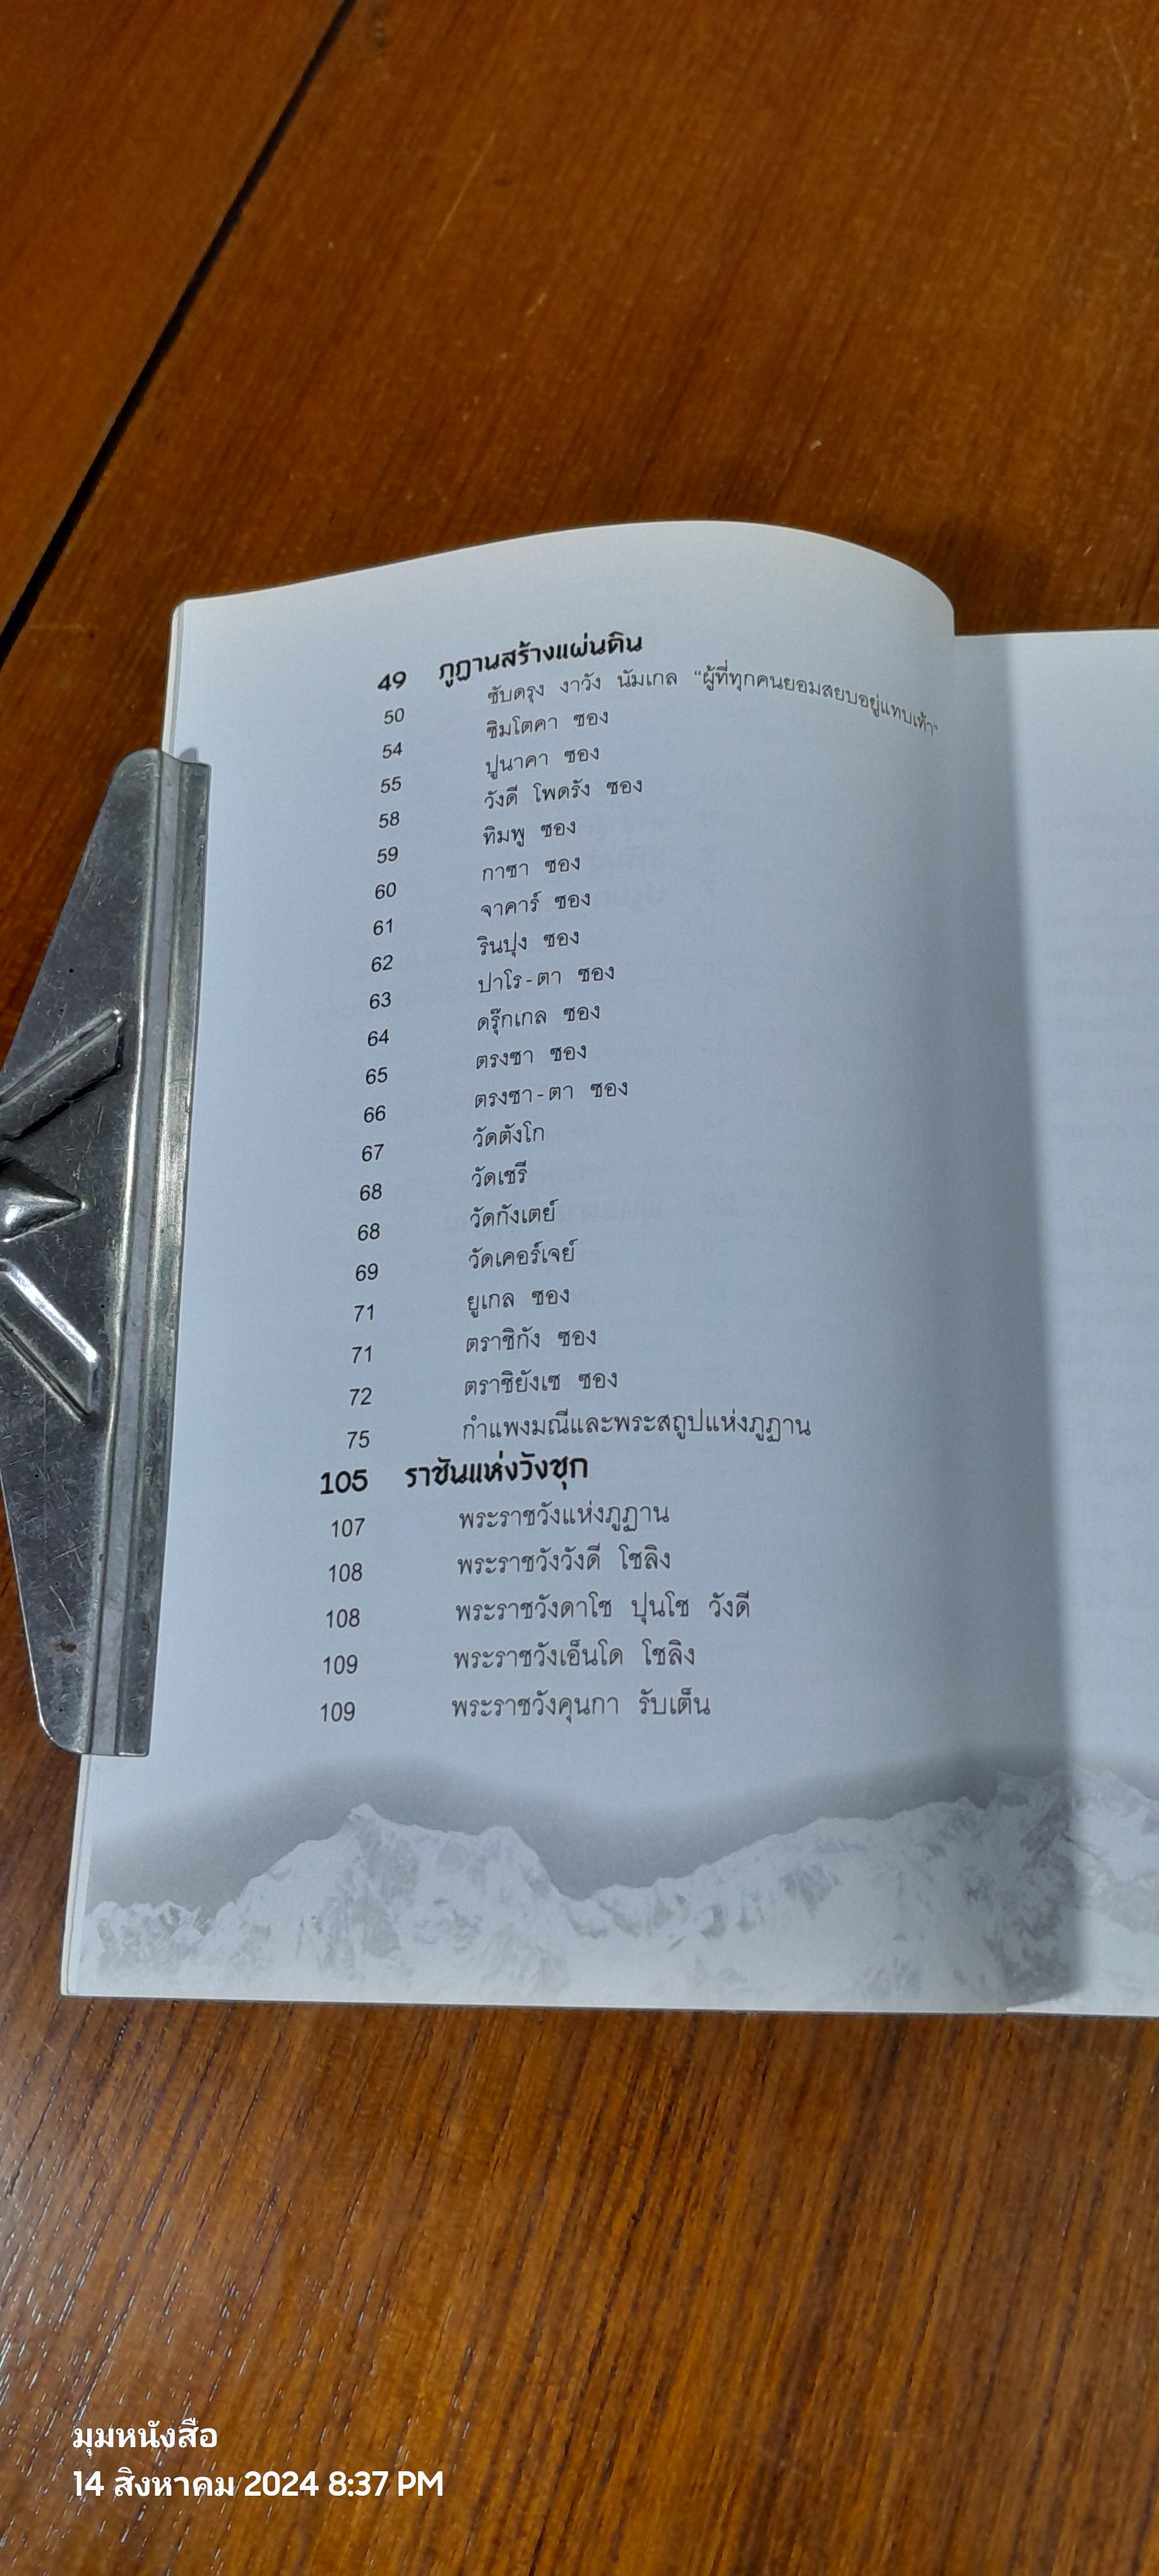 49 ภูฏานสร้างแผ่นดิน
50 ซับดรุง งาวัง นัมเกล “ผู้ที่ทุกคนยอมสยบอยู่แทบเท้า”
54 ซิมโตคา ซอง
55 ปูนาคา ซอง
58 วังดี โพดรัง ซอง
59 ทิมพู ซอง
60 กาซา ซอง
61 จาคาร์ ซอง
62 รินปุง ซอง
63 ปาโร-ตา ซอง
64 ดรุ๊กเกล ซอง
65 ตรงซา ซอง
66 ตรงซา-ตา ซอง
67 วัดตังโก
68 วัดเชรี
68 วัดกังเตย์
69 วัดเคอร์เจย์
71 ยูเกล ซอง
71 ตราชิกัง ซอง
72 ตราชิยังเซ ซอง
75 กำแพงมณีและพระสถูปแห่งภูฏาน
105 ราชันแห่งวังชุก
107 พระราชวังแห่งภูฏาน
108 พระราชวังวังดี โชลิง
108 พระราชวังดาโช ปุนโช วังดี
109 พระราชวังเอ็นโด โชลิง
109 พระราชวังคุนกา รับเต็น
มุมหนังสือ
14 สิงหาคม 2024 8:37 PM